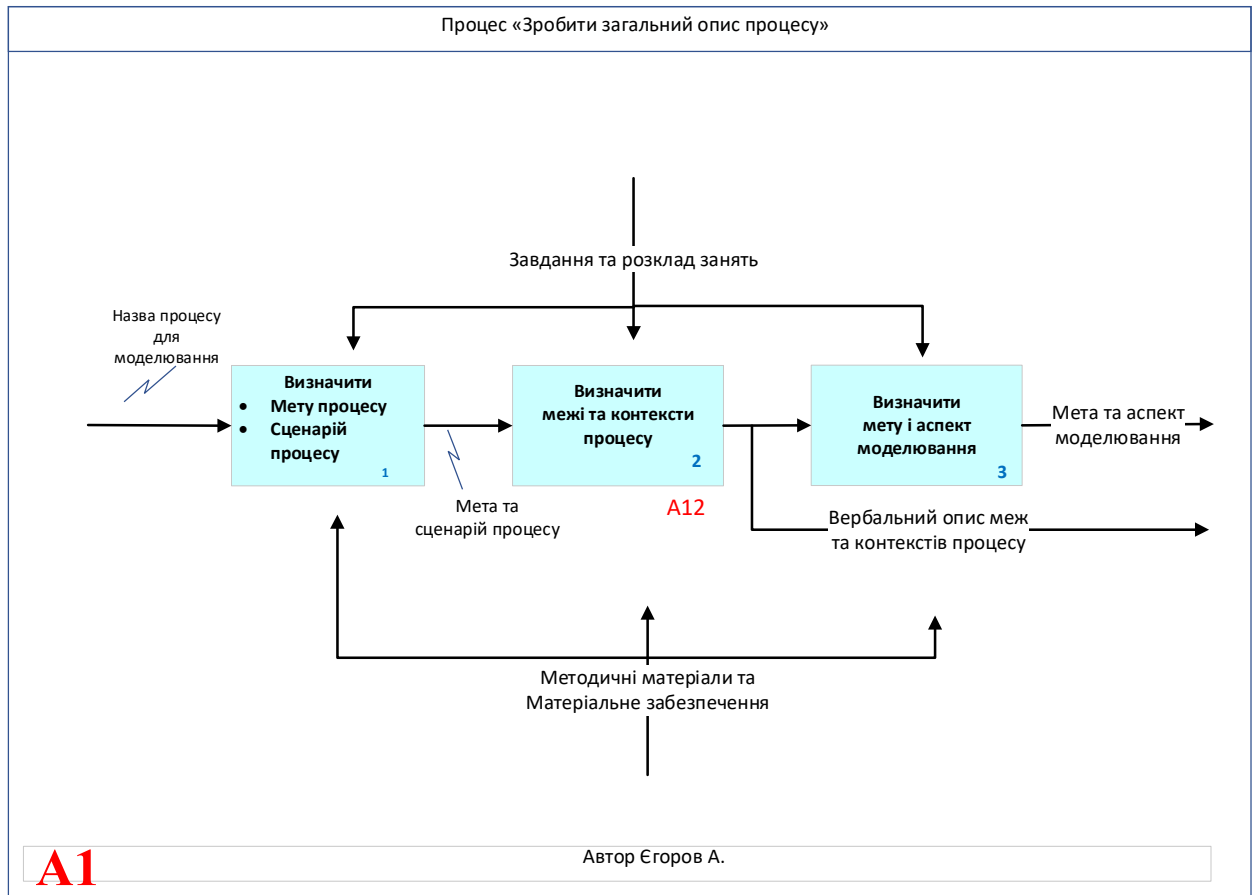 Процес «Зробити загальний опис процесу»
Завдання та розклад занять
Назва процесу
для
моделювання
Визначити
• Мету процесу
• Сценарій
процесу
1
Визначити
межі та контексти
процесу
2
Визначити
мету і аспект
моделювання
3
Мета та аспект
моделювання
Мета та
сценарій процесу
А12
Вербальний опис меж
та контекстів процесу
Методичні матеріали та
Матеріальне забезпечення
Автор Єгоров А.
А1